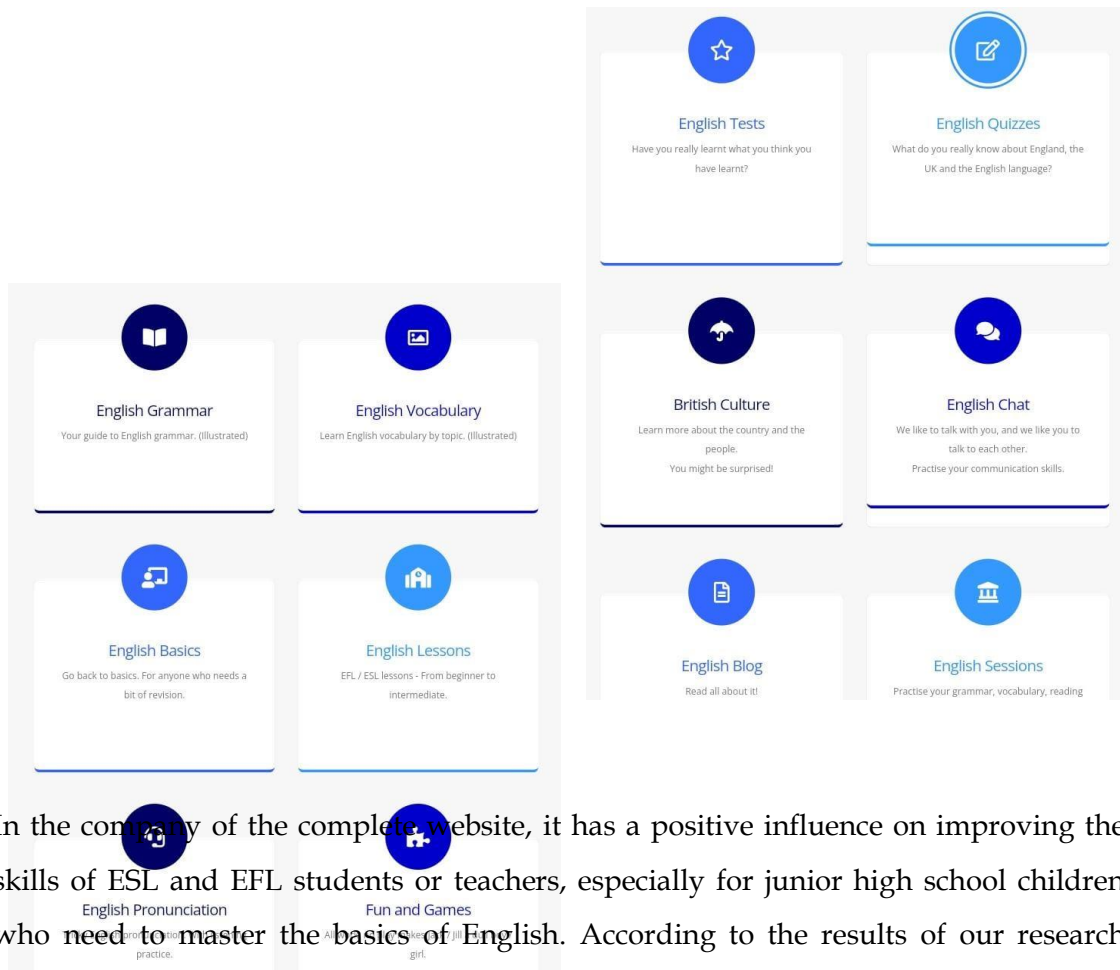 English Tests
Have you really learnt what you think you
have learnt?
English Quizzes
What do you really know about England, the
UK and the English language?
British Culture
Learn more about the country and the
people.
You might be surprised!
English Chat
We like to talk with you, and we like you to
talk to each other.
Practise your communication skills.
English Blog
Read all about it!
English Sessions
Practise your grammar, vocabulary, reading
English Grammar
Your guide to English grammar. (Illustrated)
English Vocabulary
Learn English vocabulary by topic. (Illustrated)
English Basics
Go back to basics. For anyone who needs a
bit of revision.
English Lessons
EFL / ESL lessons - From beginner to
intermediate.
English Pronunciation
practice.
Fun and Games
girl.
In the company of the complete website, it has a positive influence on improving the
skills of ESL and EFL students or teachers, especially for junior high school children
who need to master the basics of English. According to the results of our research